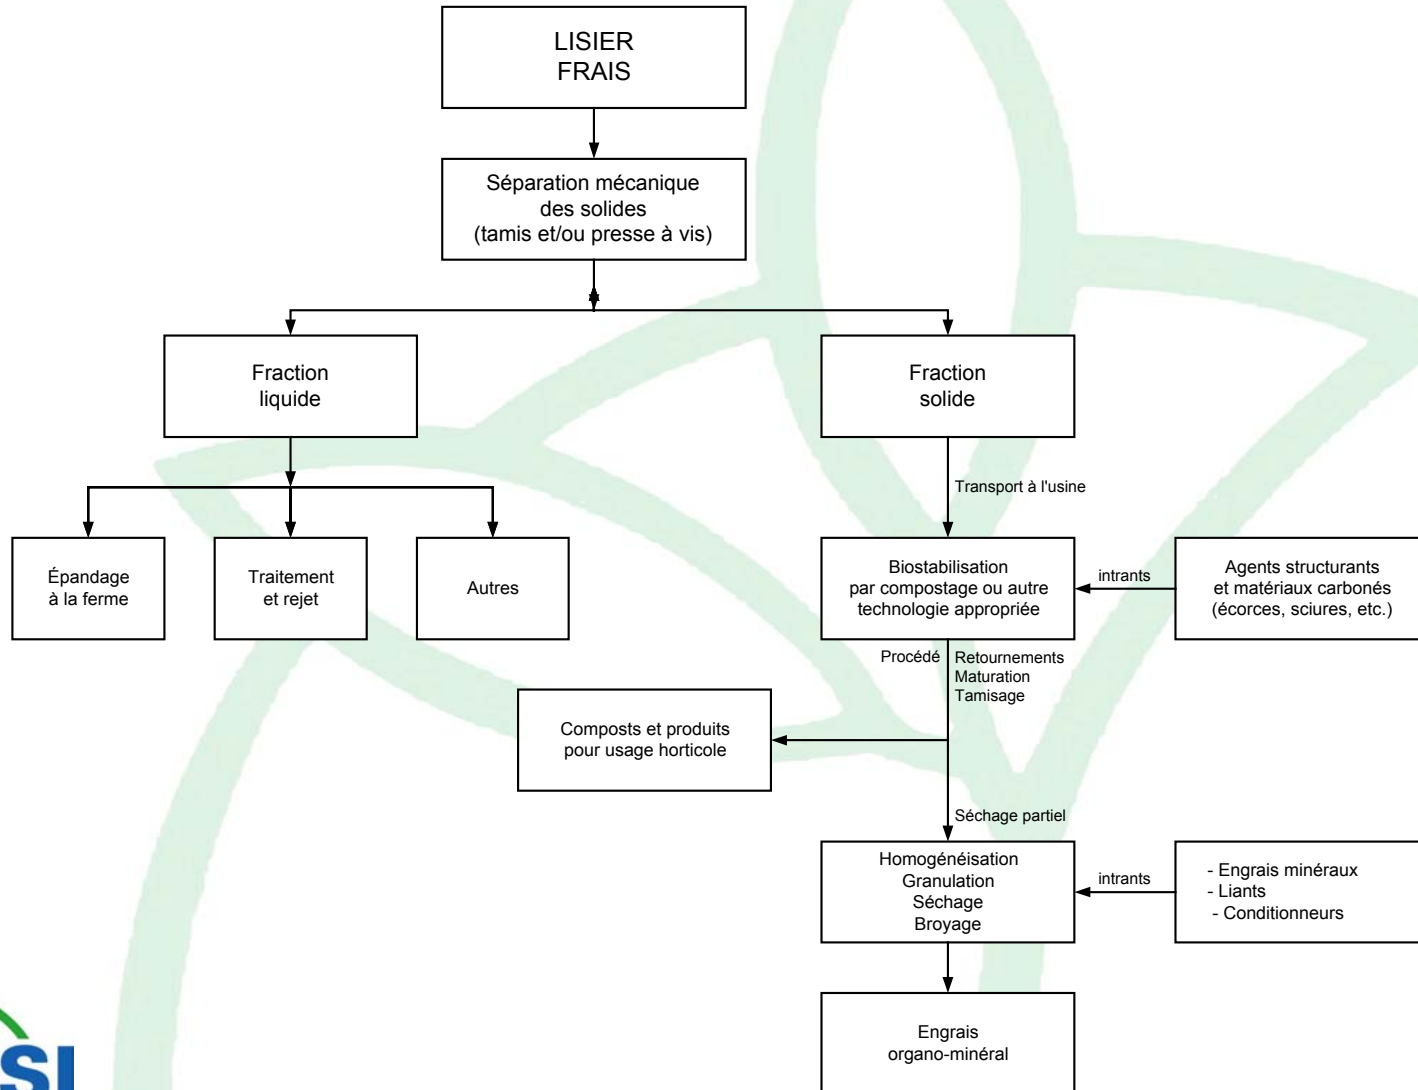 LISIER
FRAIS
Séparation mécanique
des solides
(tamis et/ou presse à vis)
Fraction
liquide
Fraction
solide
Transport à l'usine
Épandage
à la ferme
Traitement
et rejet
Autres
Biostabilisation
par compostage ou autre
technologie appropriée
intrants
Agents structurants
et matériaux carbonés
(écorces, sciures, etc.)
Procédé
Retournements
Maturation
Tamisage
Composts et produits
pour usage horticole
Séchage partiel
Homogénéisation
Granulation
Séchage
Broyage
intrants
- Engrais minéraux
- Liants
- Conditionneurs
Engrais
organo-minéral
SI